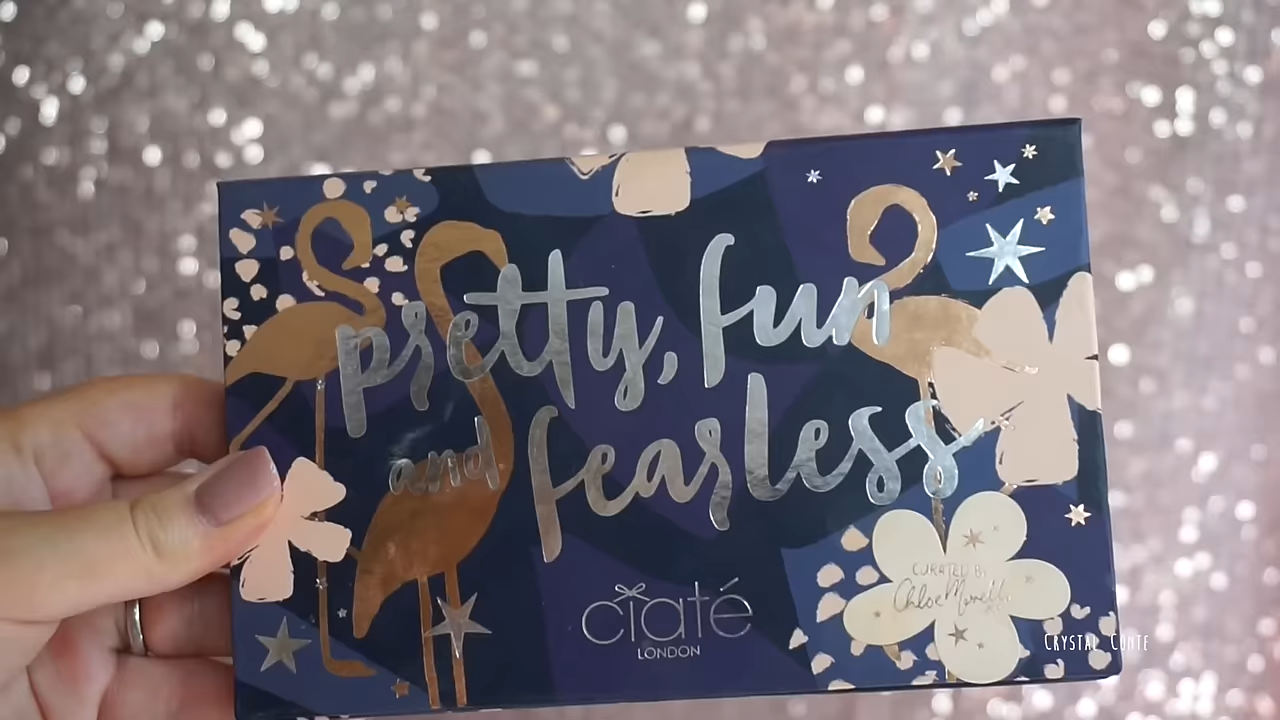 pretty, fun
and fearless
ciaté
LONDON
CURATED BY
Chloe Morello
CRYSTAL CONTE